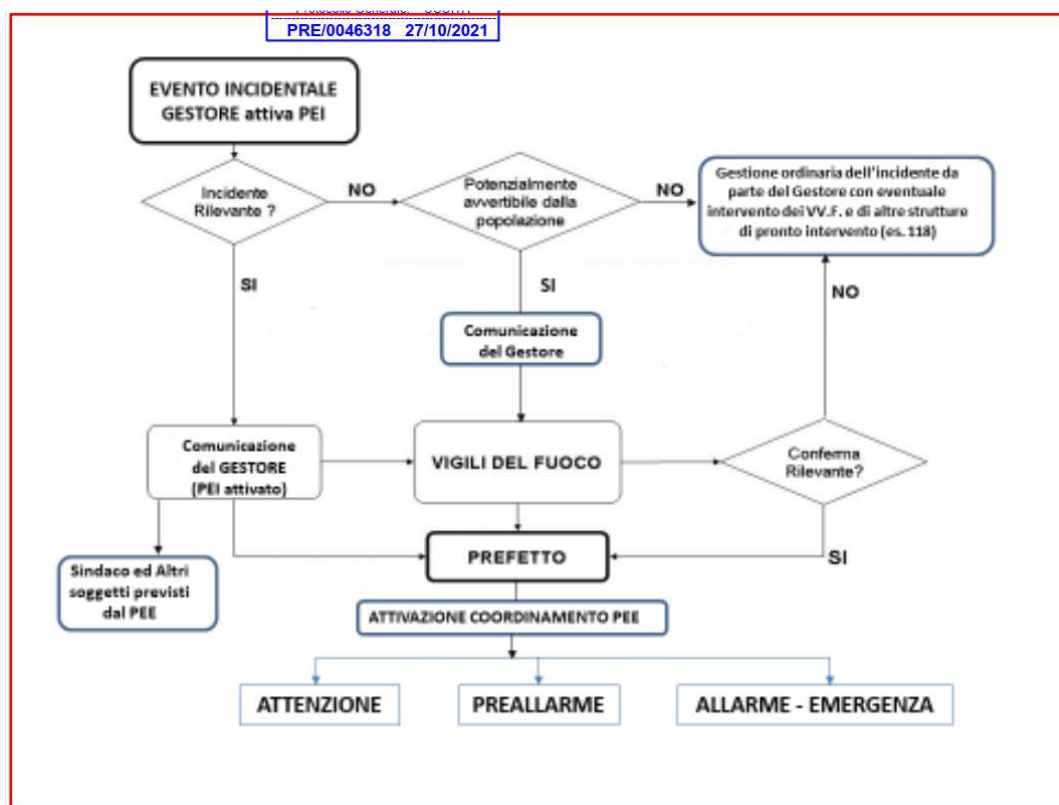 PRE/0046318 27/10/2021
EVENTO INCIDENTALE
GESTORE attiva PEI
Incidente
Rilevante ?
NO
Potenzialmente
avvertibile dalla
popolazione
NO
Gestione ordinaria dell'incidente da
parte del Gestore con eventuale
intervento dei VV.F. e di altre strutture
di pronto intervento (es. 118)
SI
SI
NO
Comunicazione
del Gestore
Comunicazione
del GESTORE
(PEI attivato)
VIGILI DEL FUOCO
Conferma
Rilevante?
PREFETTO
SI
Sindaco ed Altri
soggetti previsti
dal PEE
ATTIVAZIONE COORDINAMENTO PEE
ATTENZIONE
PREALLARME
ALLARME - EMERGENZA